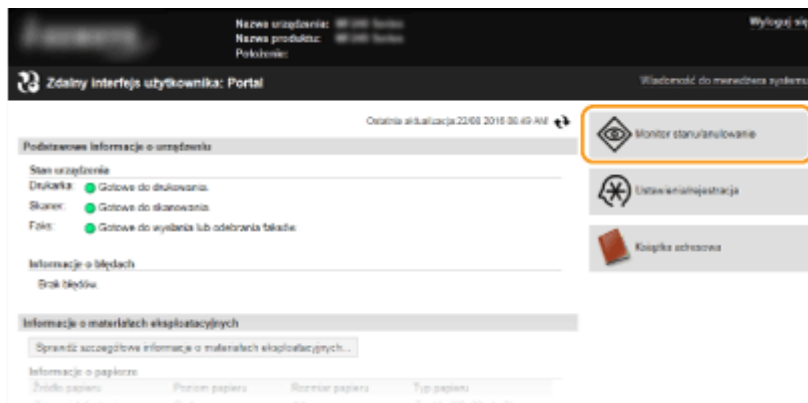 Nazwa urządzenia:
Nazwa produktu:
Położenie:
Wyloguj się
Zdalny interfejs użytkownika: Portal
Wiadomość do menedżera systemu
Ostatnia aktualizacja:22/08 2016 08:49 AM
Podstawowe informacje o urządzeniu
Stan urządzenia
Drukarka: Gotowe do drukowania.
Skaner: Gotowe do skanowania.
Faks: Gotowe do wysłania lub odebrania faksów.
Informacje o błędach
Brak błędów.
Informacje o materiałach eksploatacyjnych
Sprawdź szczegółowe informacje o materiałach eksploatacyjnych...
Informacje o papierze
Źródło papieru Poziom papieru Rozmiar papieru Typ papieru
Monitor stanu/anulowanie
Ustawienia/rejestracja
Książka adresowa